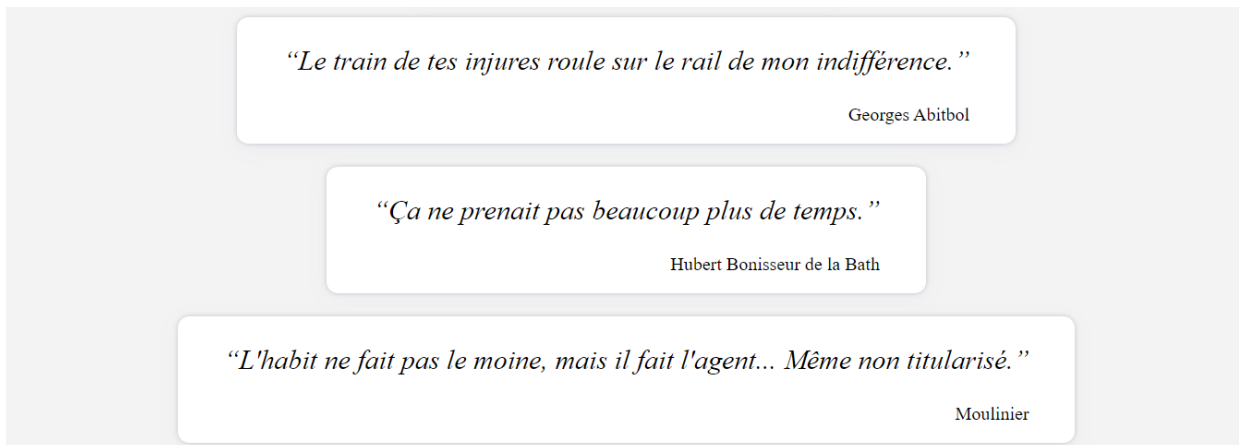 “Le train de tes injures roule sur le rail de mon indifférence.”
Georges Abitbol
“Ça ne prenait pas beaucoup plus de temps.”
Hubert Bonisseur de la Bath
“L'habit ne fait pas le moine, mais il fait l'agent... Même non titularisé.”
Moulinier